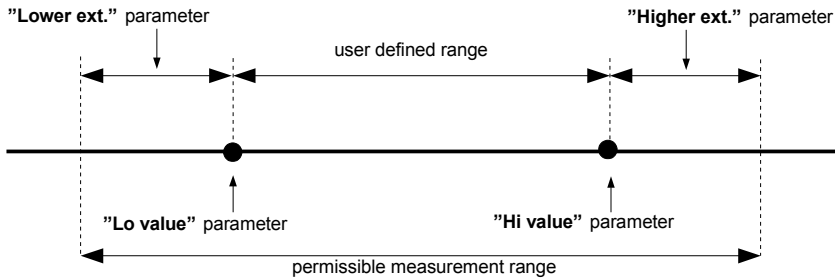 ”Lower ext.” parameter
”Higher ext.” parameter
user defined range
”Lo value” parameter
”Hi value” parameter
permissible measurement range